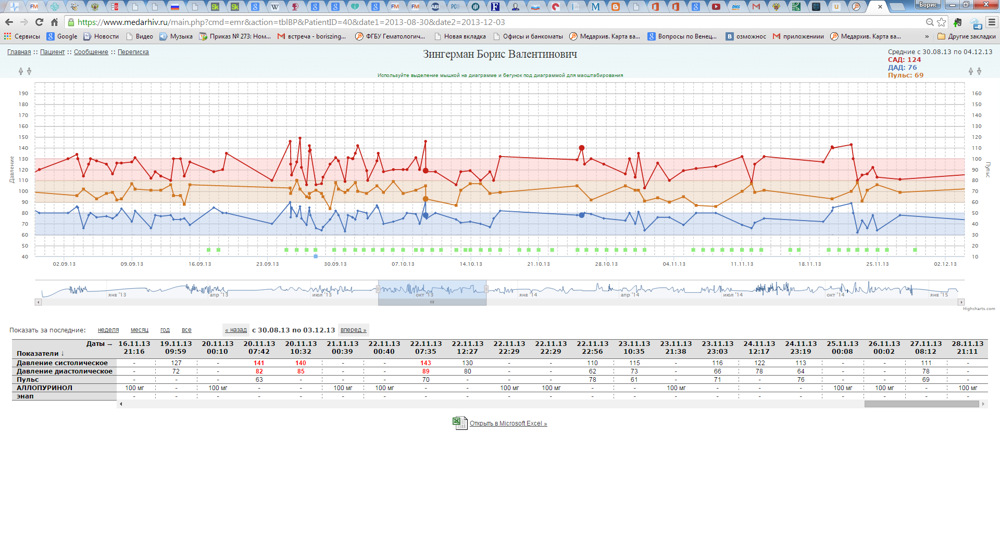 Борис
https://www.medarhiv.ru/main.php?cmd=emr&action=tblBP&PatientID=40&date1=2013-08-30&date2=2013-12-03
Сервисы Google Новости Видео Музыка Приказ № 273: Ном... встреча - boriszing... ФГБУ Гематологич... Новая вкладка Офисы и банкоматы Медархив. Карта ва... Вопросы по Венец... возможнос приложениии Медархив. Карта ва... » Другие закладки
Главная :: Пациент :: Сообщение :: Переписка
Зингерман Борис Валентинович
Средние с 30.08.13 по 04.12.13
САД: 124
ДАД: 76
Пульс: 69
Используйте выделение мышкой на диаграмме и бегунок под диаграммой для масштабирования
190 160
180 150
170 140
160 130
150 120
140 110
130 100
120 90
110 80
100 70
90 60
80 50
70 40
60 30
50 20
40 10
Давление
Пульс
02.09.13 09.09.13 16.09.13 23.09.13 30.09.13 07.10.13 14.10.13 21.10.13 28.10.13 04.11.13 11.11.13 18.11.13 25.11.13 02.12.13
янв '13 апр '13 июл '13 окт '13 янв '14 апр '14 июл '14 окт '14 янв '15
Highcharts.com
Показать за последние: неделя месяц год все « назад с 30.08.13 по 03.12.13 вперед »
Даты → 16.11.13 19.11.13 20.11.13 20.11.13 20.11.13 21.11.13 22.11.13 22.11.13 22.11.13 22.11.13 22.11.13 22.11.13 23.11.13 23.11.13 23.11.13 24.11.13 24.11.13 25.11.13 26.11.13 27.11.13 28.11.13
Показатели ↓ 21:16 09:59 00:10 07:42 10:32 00:39 00:40 07:35 12:27 22:29 22:29 22:56 10:35 21:38 23:03 12:17 23:19 00:08 00:02 08:12 21:11
Давление систолическое - 127 - 141 140 - - 143 130 - - 110 115 - 116 122 113 - - 111 -
Давление диастолическое - 72 - 82 85 - - 89 80 - - 62 73 - 66 78 64 - - 78 -
Пульс - - - 63 - - - 70 - - - 78 61 - 71 - 76 - - 69 -
АЛЛОПУРИНОЛ 100 мг - 100 мг - - 100 мг 100 мг - - 100 мг 100 мг - - 100 мг - - - 100 мг 100 мг - 100 мг
энап - - - - - - - - - - - - - - - - - - - - -
Открыть в Microsoft Excel »